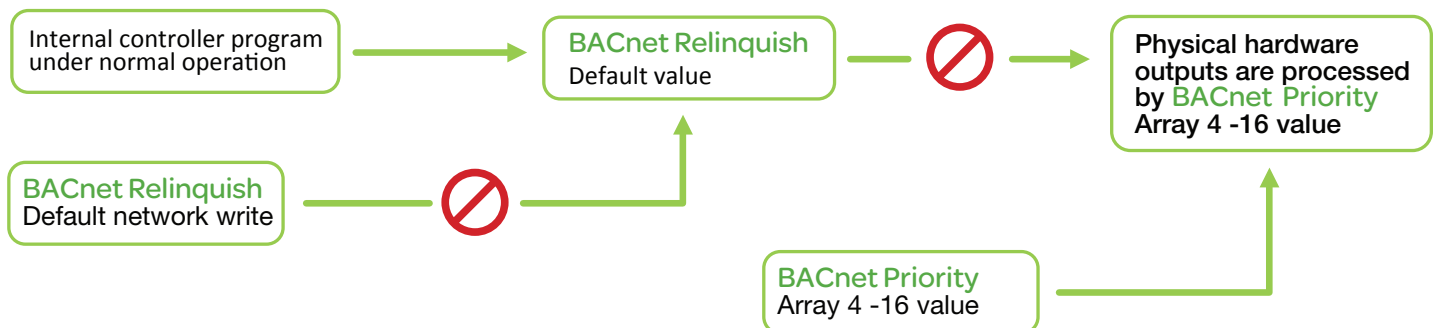 Internal controller program
under normal operation
BACnet Relinquish
Default value
Physical hardware
outputs are processed
by BACnet Priority
Array 4 -16 value
BACnet Relinquish
Default network write
BACnet Priority
Array 4 -16 value